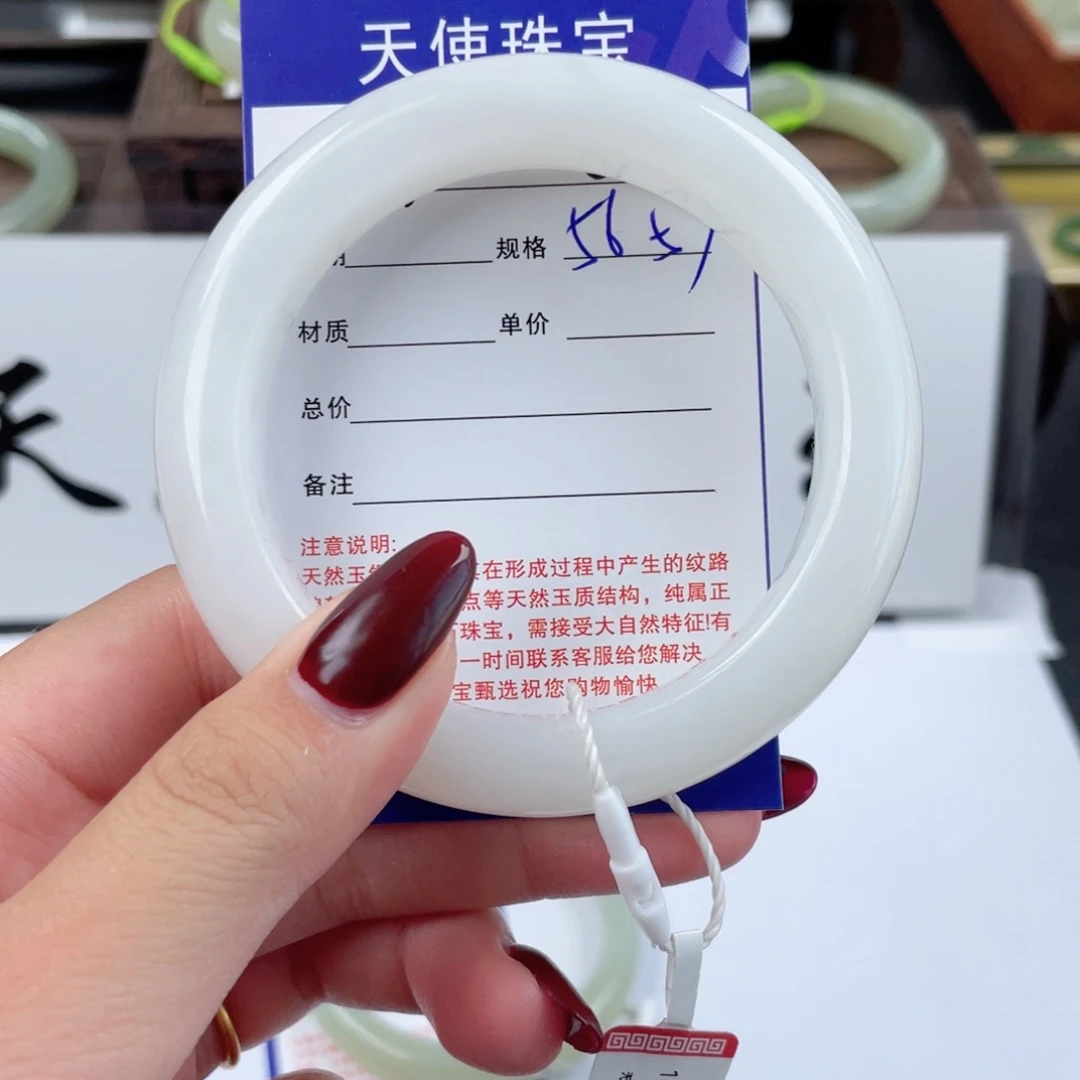 天使珠宝
规格 56 5
材质 单价
总价
备注
注意说明:
天然玉 在形成过程中产生的纹路
点等天然玉质结构，纯属正
珠宝，需接受大自然特征!有
一时间联系客服给您解决
宝甄选祝您购物愉快